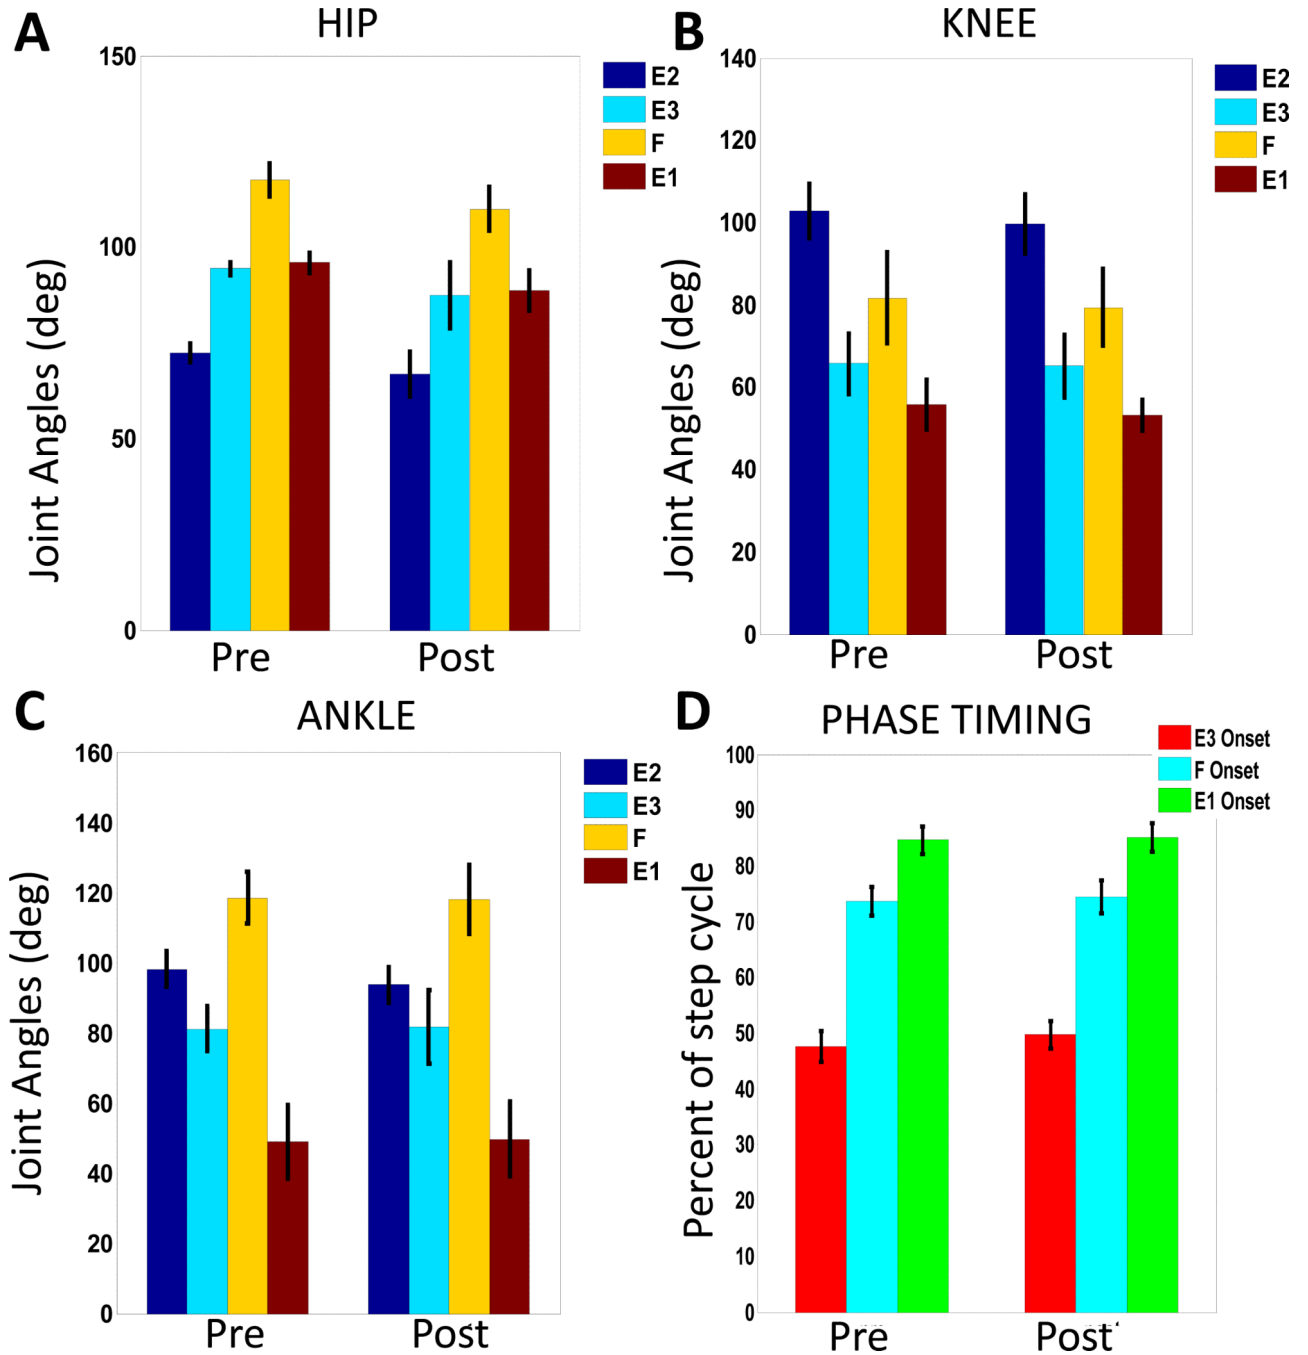 A
HIP
150
100
50
0
Joint Angles (deg)
Pre
Post
E2
E3
F
E1
B
KNEE
140
120
100
80
60
40
20
0
Joint Angles (deg)
Pre
Post
E2
E3
F
E1
C
ANKLE
160
140
120
100
80
60
40
20
0
Joint Angles (deg)
Pre
Post
E2
E3
F
E1
D
PHASE TIMING
100
90
80
70
60
50
40
30
20
10
0
Percent of step cycle
Pre
Post
E3 Onset
F Onset
E1 Onset